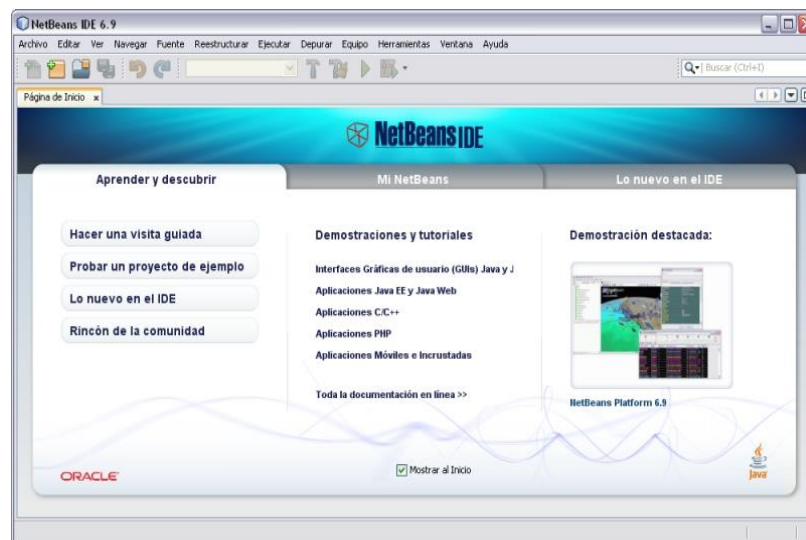 NetBeans IDE 6.9
Archivo Editar Ver Navegar Fuente Reestructurar Ejecutar Depurar Equipo Herramientas Ventana Ayuda
Buscar (Ctrl+I)
Página de Inicio x
NetBeans IDE
Aprender y descubrir
Mi NetBeans
Lo nuevo en el IDE
Hacer una visita guiada
Probar un proyecto de ejemplo
Lo nuevo en el IDE
Rincón de la comunidad
Demostraciones y tutoriales
Interfaces Gráficas de usuario (GUIs) Java y J
Aplicaciones Java EE y Java Web
Aplicaciones C/C++
Aplicaciones PHP
Aplicaciones Móviles e Incrustadas
Toda la documentación en línea >>
Demostración destacada:
NetBeans Platform 6.9
ORACLE
Mostrar al Inicio
Java